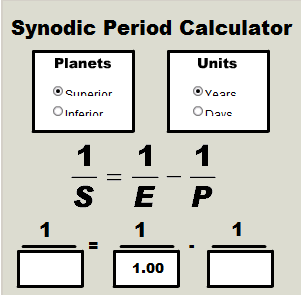 Synodic Period Calculator
Planets
Units
Superior
Years
Inferior
Days
1 1 1
= -
S E P
1 1 1
= -
1.00